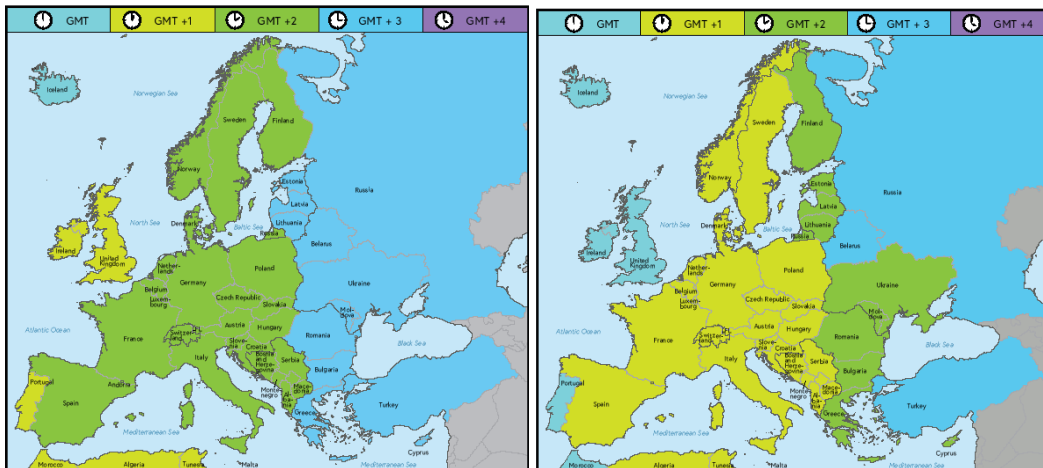 GMT GMT +1 GMT +2 GMT + 3 GMT +4
Iceland
Norwegian Sea
Sweden
Finland
Norway
Russia
Estonia
North Sea
Latvia
Denmark
Baltic Sea
Lithuania
Ireland
Russia
Belarus
United
Kingdom
Nether-
lands
Poland
Germany
Belgium
Luxem-
bourg
Ukraine
Czech Republic
Slovakia
Atlantic Ocean
France
Switzer-
land
Austria
Hungary
Mol-
dova
Romania
Slove-
nia
Croatia
Bosnia
and
Herze-
govina
Serbia
Black Sea
Italy
Bulgaria
Portugal
Andorra
Monte-
negro
Mace-
donia
Al-
bania
Spain
Greece
Turkey
Mediterranean Sea
Cyprus
Morocco
Algeria
Tunis
Malta
Mediterranean Sea
GMT GMT +1 GMT +2 GMT + 3 GMT +4
Iceland
Norwegian Sea
Sweden
Finland
Norway
Russia
Estonia
North Sea
Latvia
Denmark
Baltic Sea
Lithuania
Ireland
Russia
Belarus
United
Kingdom
Nether-
lands
Poland
Germany
Belgium
Luxem-
bourg
Ukraine
Czech Republic
Slovakia
Atlantic Ocean
France
Switzer-
land
Austria
Hungary
Mol-
dova
Romania
Slove-
nia
Croatia
Bosnia
and
Herze-
govina
Serbia
Black Sea
Italy
Bulgaria
Portugal
Andorra
Monte-
negro
Mace-
donia
Al-
bania
Spain
Greece
Turkey
Mediterranean Sea
Cyprus
Morocco
Algeria
Tunis
Malta
Mediterranean Sea